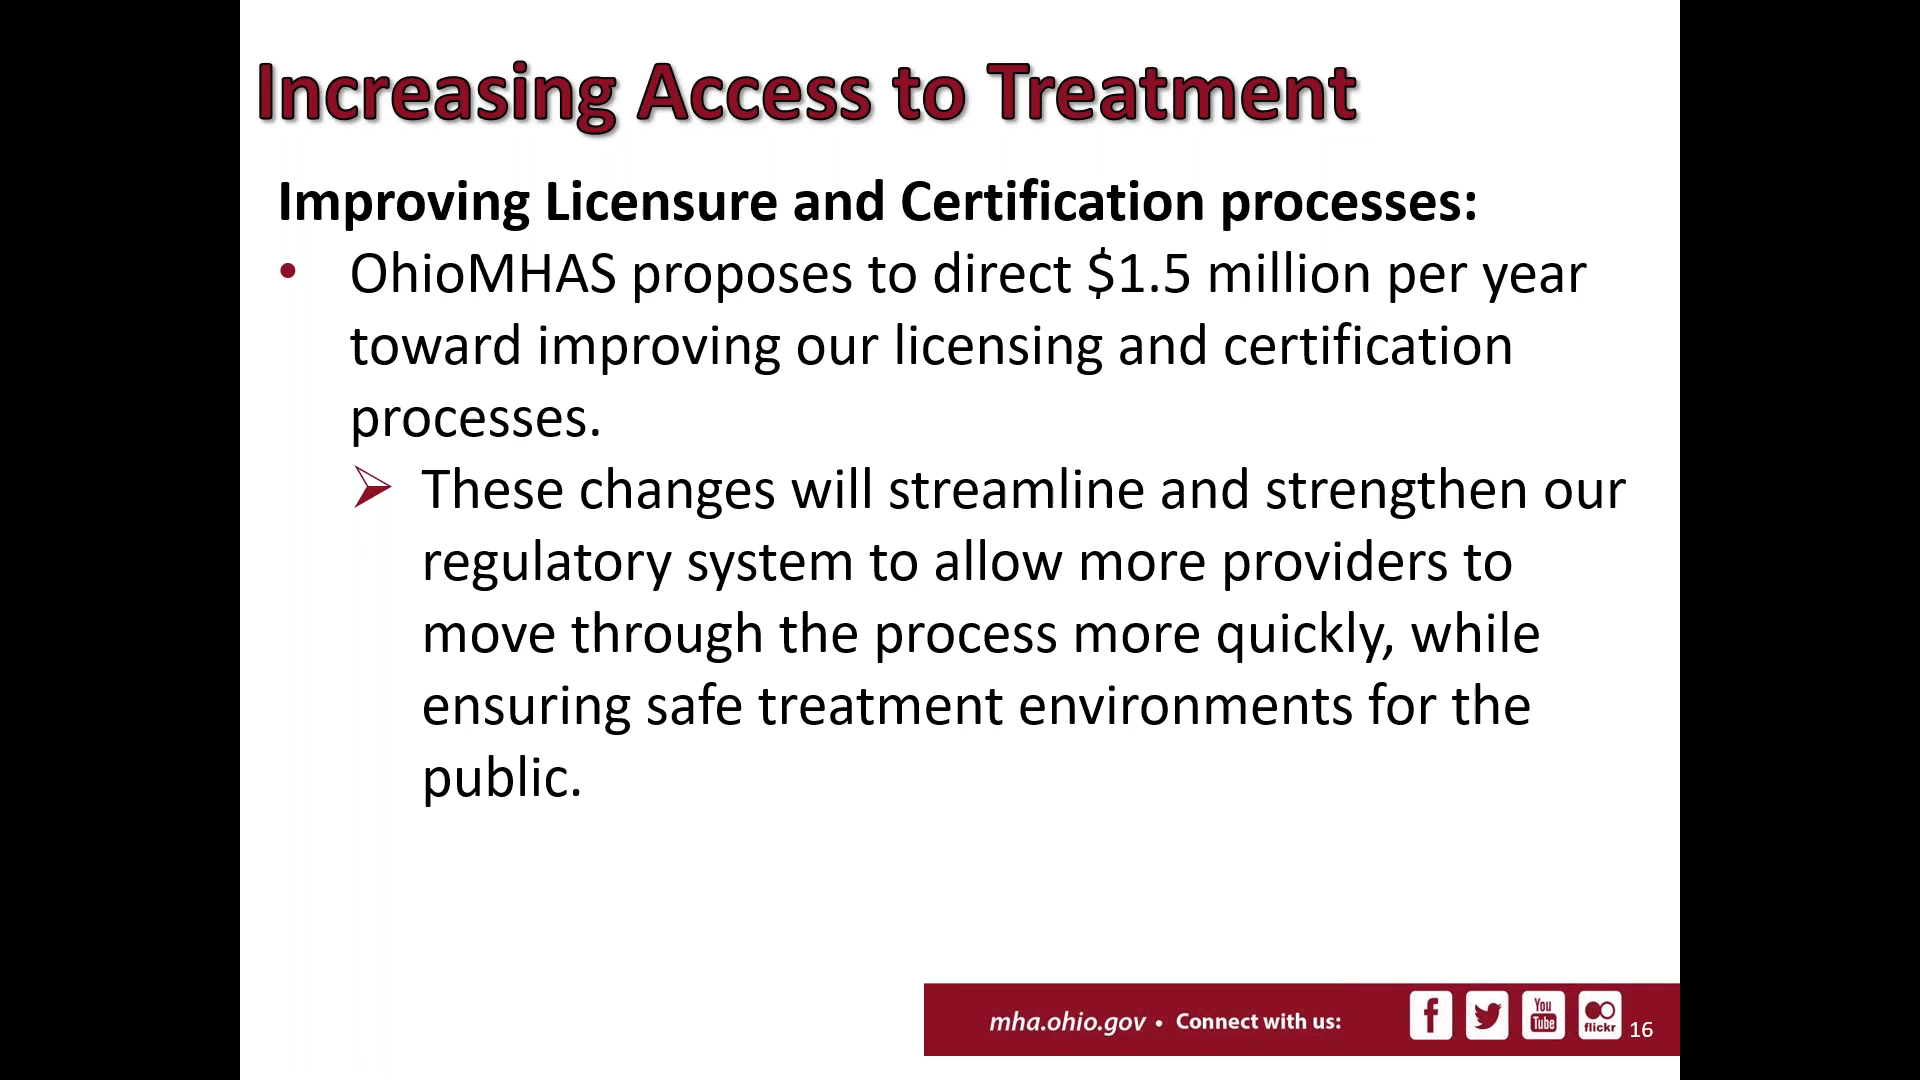 Increasing Access to Treatment
Improving Licensure and Certification processes:
• OhioMHAS proposes to direct $1.5 million per year
toward improving our licensing and certification
processes.
➢ These changes will streamline and strengthen our
regulatory system to allow more providers to
move through the process more quickly, while
ensuring safe treatment environments for the
public.
mha.ohio.gov • Connect with us: f You Tube flickr 16